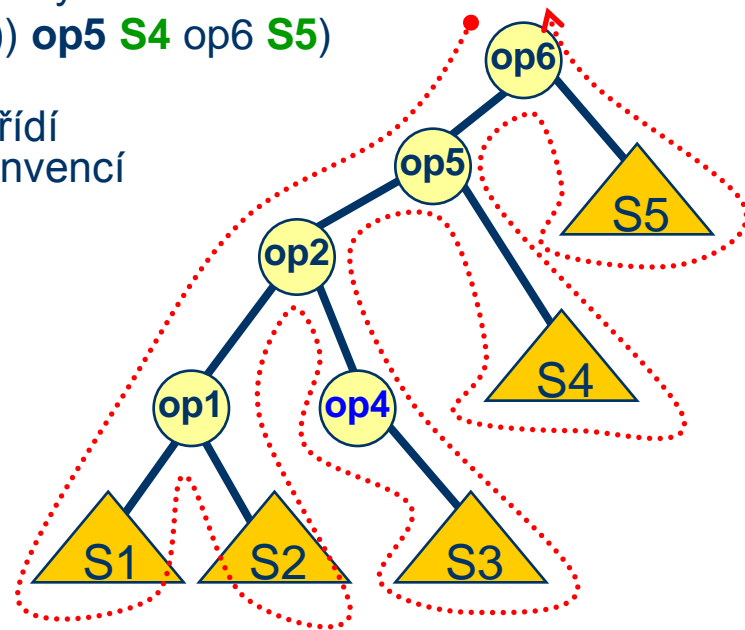 )) op5 S4 op6 S5)
řídí
nvencí
op6
op5
S5
op2
S4
op1
op4
S1
S2
S3